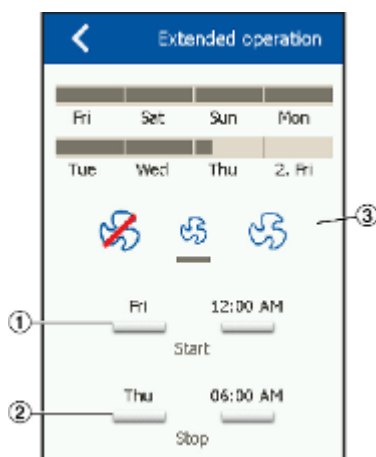 Extended operation
Fri Sat Sun Mon
Tue Wed Thu 2. Fri
3
Fri 12:00 AM
1
Start
Thu 06:00 AM
2
Stop